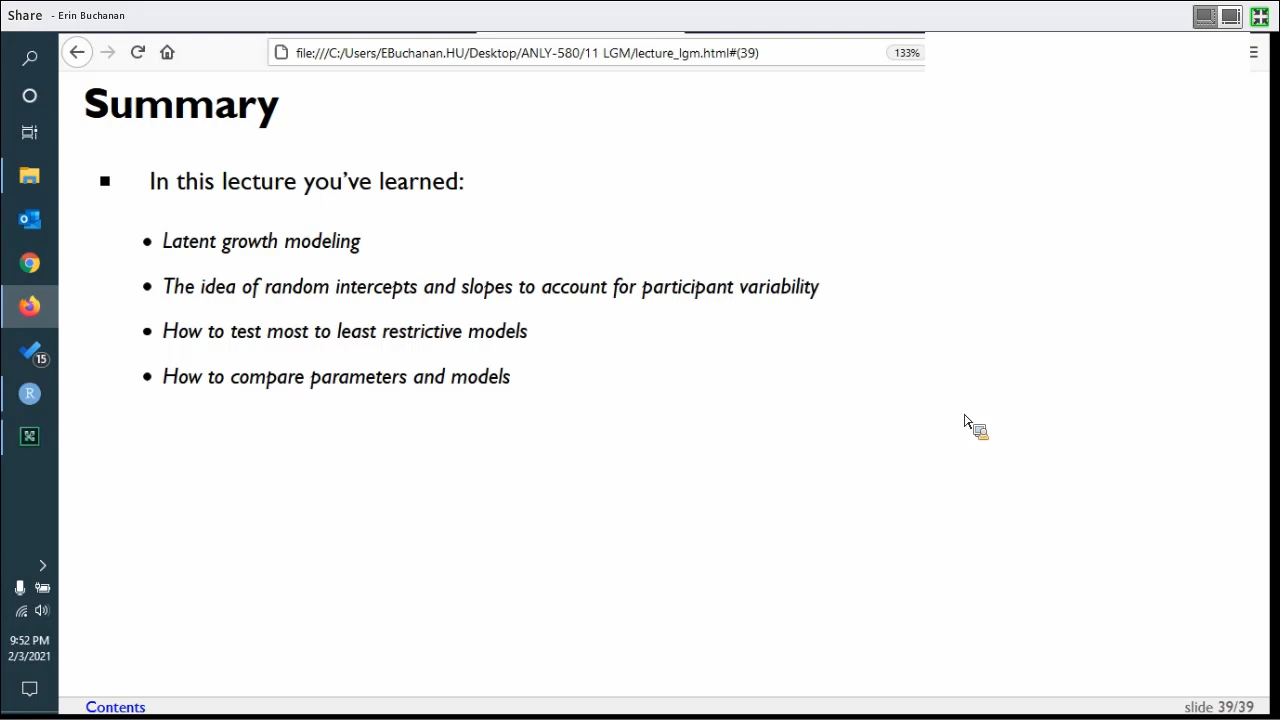 Share - Erin Buchanan
file:///C:/Users/EBuchanan.HU/Desktop/ANLY-580/11 LGM/lecture_lgm.html#(39)
133%
Summary
In this lecture you've learned:
Latent growth modeling
The idea of random intercepts and slopes to account for participant variability
How to test most to least restrictive models
How to compare parameters and models
15
R
9:52 PM
2/3/2021
Contents
slide 39/39